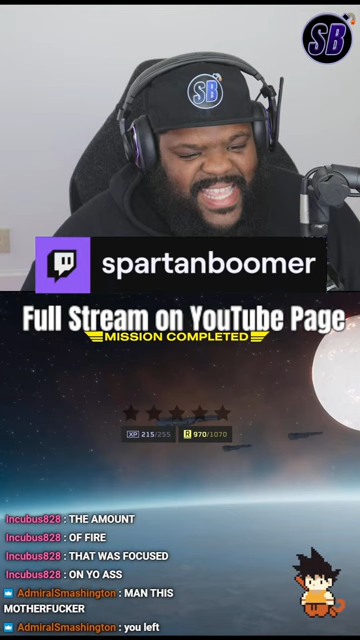 SB
SB
spartanboomer
Full Stream on YouTube Page
MISSION COMPLETED
XP 215/255 R 970/1070
Incubus828 : THE AMOUNT
Incubus828 : OF FIRE
Incubus828 : THAT WAS FOCUSED
Incubus828 : ON YO ASS
AdmiralSmashington : MAN THIS
MOTHERFUCKER
AdmiralSmashington : you left